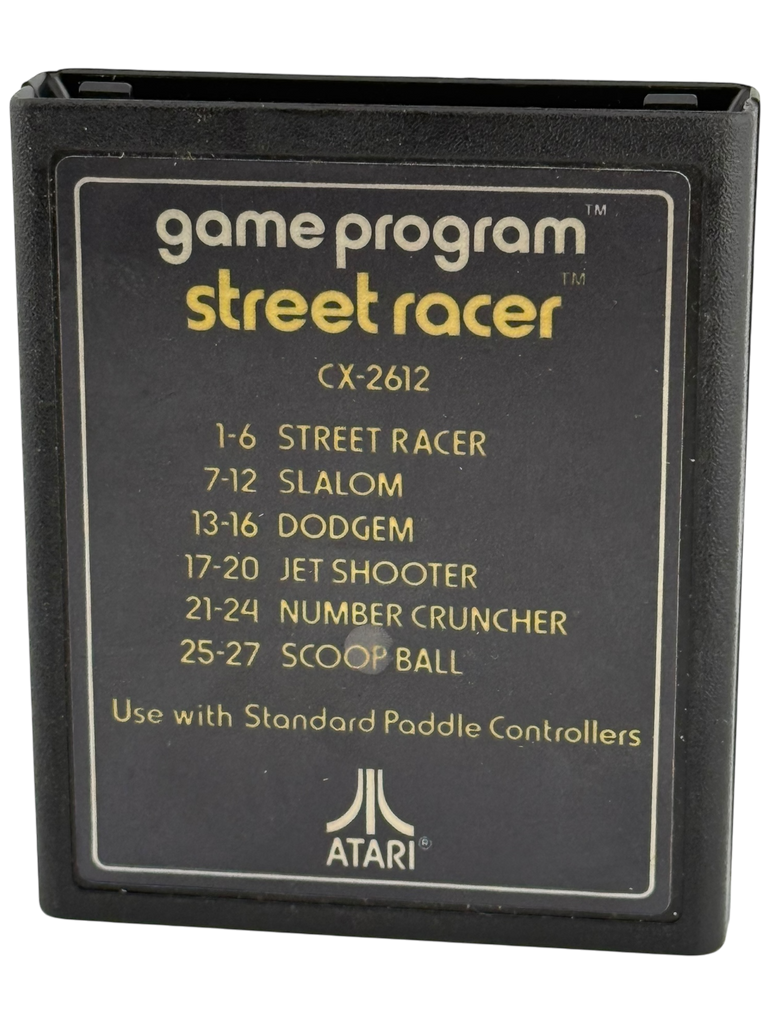 game program™
street racer™
CX-2612
1-6 STREET RACER
7-12 SLALOM
13-16 DODGEM
17-20 JET SHOOTER
21-24 NUMBER CRUNCHER
25-27 SCOOP BALL
Use with Standard Paddle Controllers
ATARI®